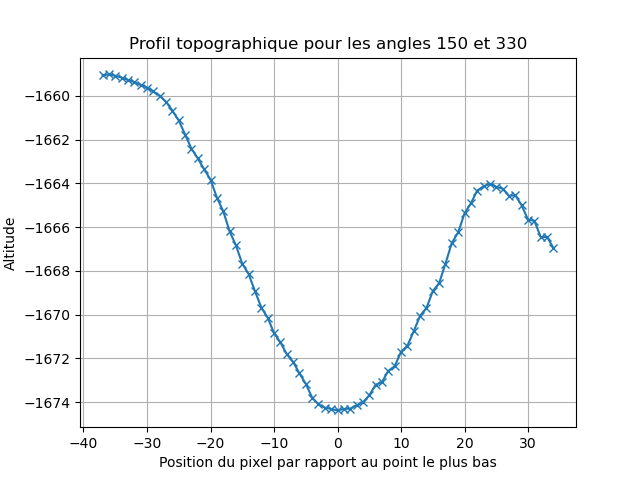 Profil topographique pour les angles 150 et 330
Altitude
−1660
−1662
−1664
−1666
−1668
−1670
−1672
−1674
−40 −30 −20 −10 0 10 20 30
Position du pixel par rapport au point le plus bas